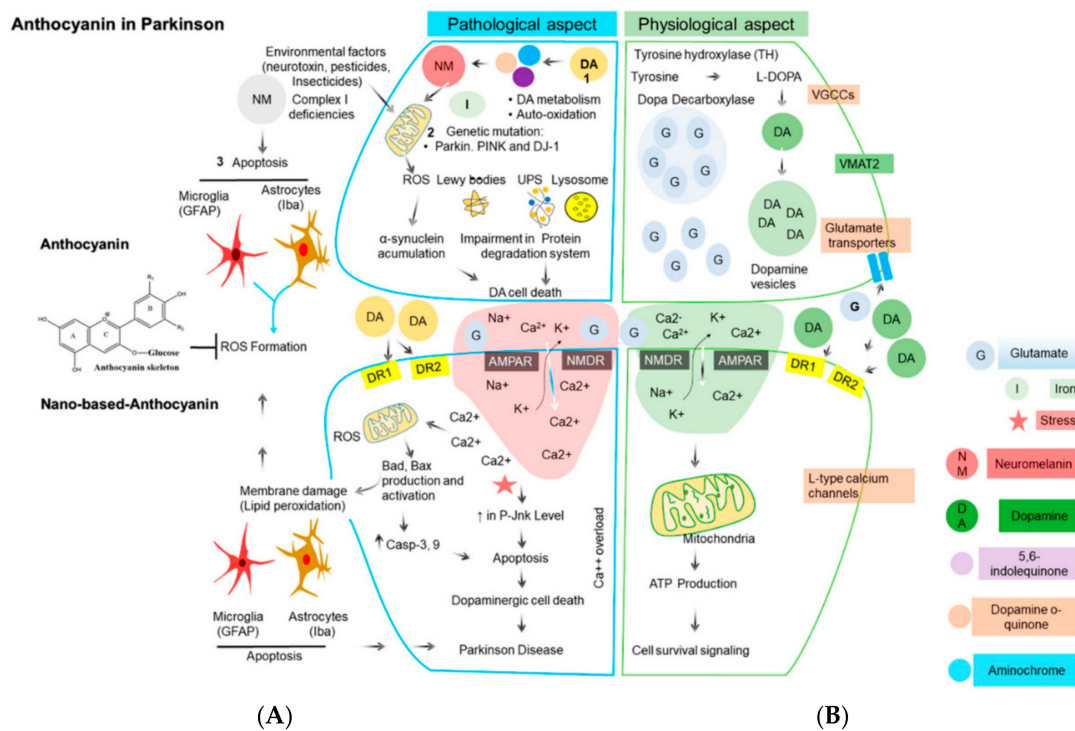 Anthocyanin in Parkinson
Pathological aspect
Physiological aspect
Environmental factors
(neurotoxin, pesticides,
Insecticides)
Complex I
deficiencies
NM
3 Apoptosis
Microglia
(GFAP)
Astrocytes
(Iba)
Anthocyanin
R₁
OH
B
R₂
HO
A
C
O
⊕
OH
O—Glucose
Anthocyanin skeleton
ROS Formation
Nano-based-Anthocyanin
Membrane damage
(Lipid peroxidation)
Microglia
(GFAP)
Astrocytes
(Iba)
Apoptosis
NM
DA
1
I
• DA metabolism
• Auto-oxidation
2 Genetic mutation:
• Parkin. PINK and DJ-1
ROS
Lewy bodies
UPS
Lysosome
α-synuclein
acumulation
Impairment in Protein
degradation system
DA cell death
DA
DA
DR1
DR2
G
Na+
Ca²⁺
K+
G
AMPAR
NMDR
Na+
K+
Ca2+
Ca2+
Ca2+
ROS
Ca2+
Ca2+
Ca2+
Bad, Bax
production and
activation
↑ in P-Jnk Level
↑ Casp-3, 9
Apoptosis
Dopaminergic cell death
Parkinson Disease
Ca++ overload
Tyrosine hydroxylase (TH)
Tyrosine
L-DOPA
Dopa Decarboxylase
VGCCs
G
G
G
G
G
G
DA
VMAT2
G
G
G
G
G
DA
DA
DA
DA
DA
Dopamine
vesicles
Glutamate
transporters
G
DA
DA
DA
G
Ca2-
Ca²⁺
K+
Ca2+
NMDR
AMPAR
DR1
DR2
Na+
K+
Ca2+
Ca2+
L-type calcium
channels
Mitochondria
ATP Production
Cell survival signaling
G
Glutamate
I
Iron
Stress
N
M
Neuromelanin
D
A
Dopamine
5,6-
indolequinone
Dopamine o-
quinone
Aminochrome
(A)
(B)